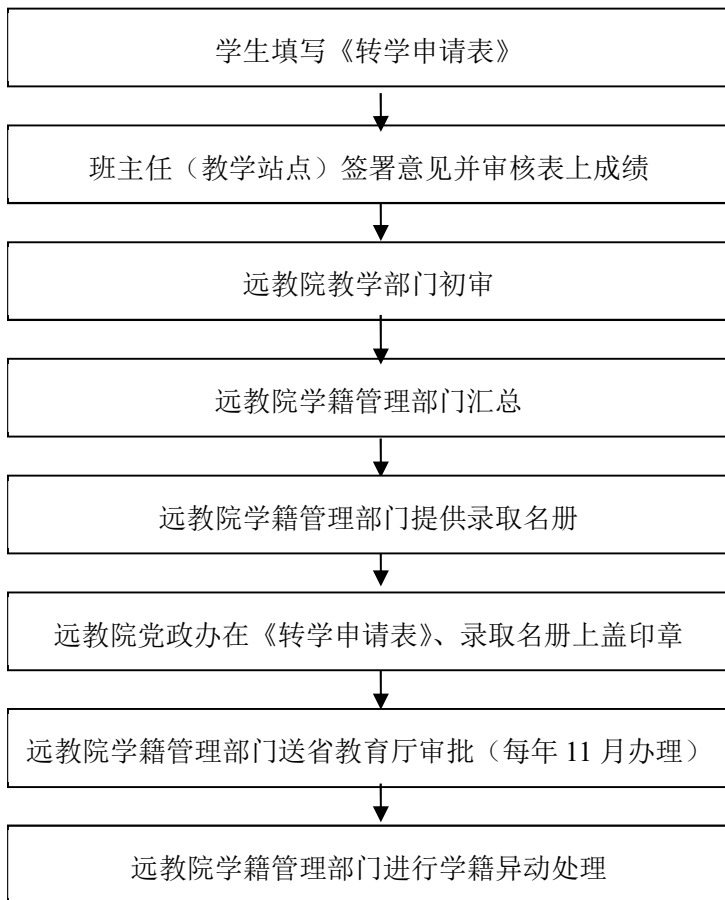 学生填写《转学申请表》
班主任（教学站点）签署意见并审核表上成绩
远教院教学部门初审
远教院学籍管理部门汇总
远教院学籍管理部门提供录取名册
远教院党政办在《转学申请表》、录取名册上盖印章
远教院学籍管理部门送省教育厅审批（每年 11 月办理）
远教院学籍管理部门进行学籍异动处理